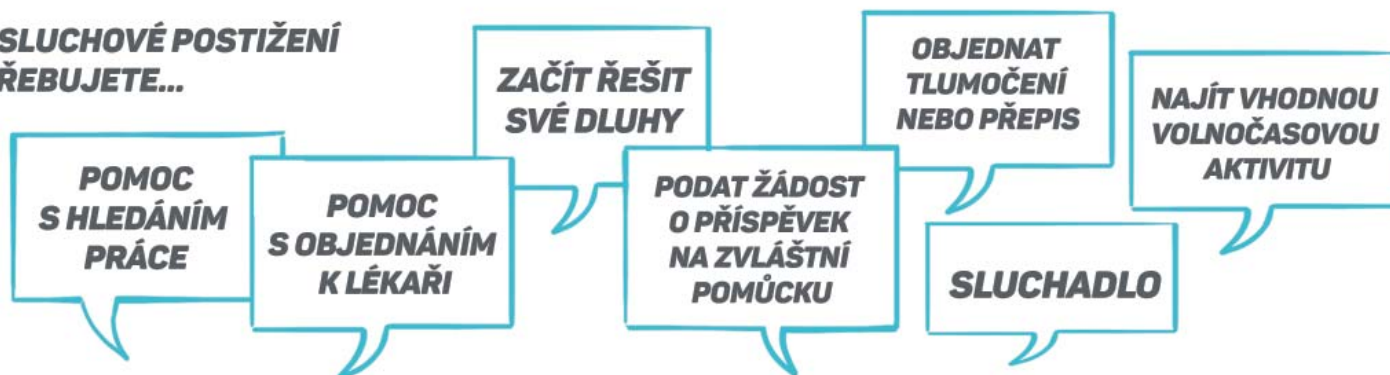 SLUCHOVÉ POSTIŽENÍ
ŘEBUJETE...
POMOC
S HLEDÁNÍM
PRÁCE
POMOC
S OBJEDNÁNÍM
K LÉKAŘI
ZAČÍT ŘEŠIT
SVÉ DLUHY
PODAT ŽÁDOST
O PŘÍSPĚVEK
NA ZVLÁŠTNÍ
POMŮCKU
OBJEDNAT
TLUMOČENÍ
NEBO PŘEPIS
SLUCHADLO
NAJÍT VHODNOU
VOLNOČASOVOU
AKTIVITU